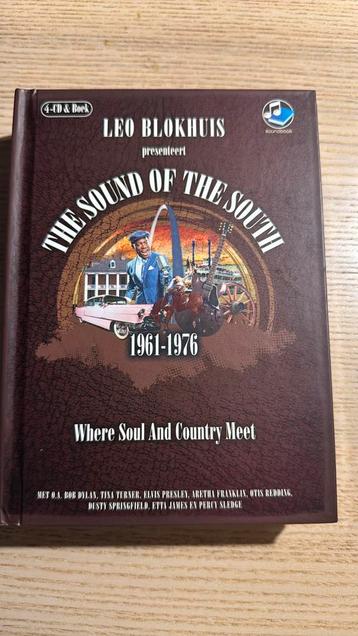 4-CD & Boek
soundbook
LEO BLOKHUIS
presenteert
THE SOUND OF THE SOUTH
1961-1976
Where Soul And Country Meet
MET O.A. BOB DYLAN, TINA TURNER, ELVIS PRESLEY, ARETHA FRANKLIN, OTIS REDDING,
DUSTY SPRINGFIELD, ETTA JAMES EN PERCY SLEDGE